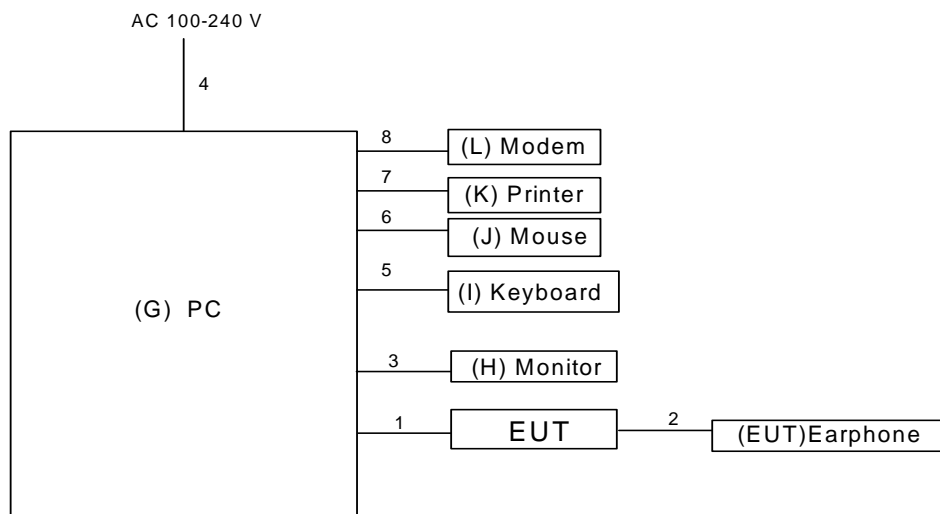 AC 100-240 V
4
8
(L) Modem
7
(K) Printer
6
(J) Mouse
5
(I) Keyboard
(G) PC
3
(H) Monitor
1
EUT
2
(EUT)Earphone